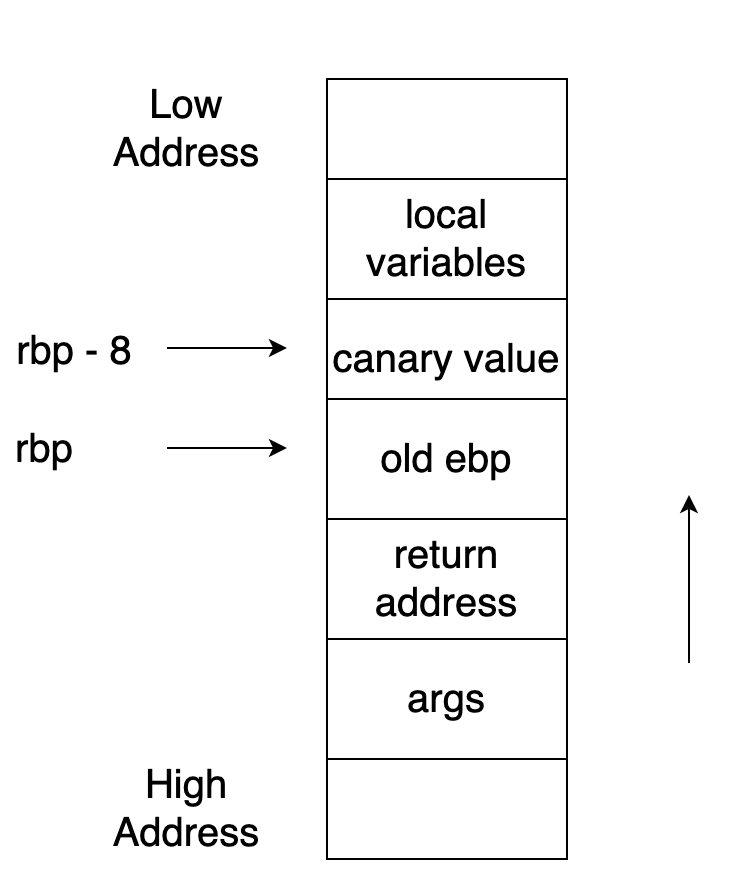 Low
Address
local
variables
rbp - 8
canary value
rbp
old ebp
return
address
args
High
Address